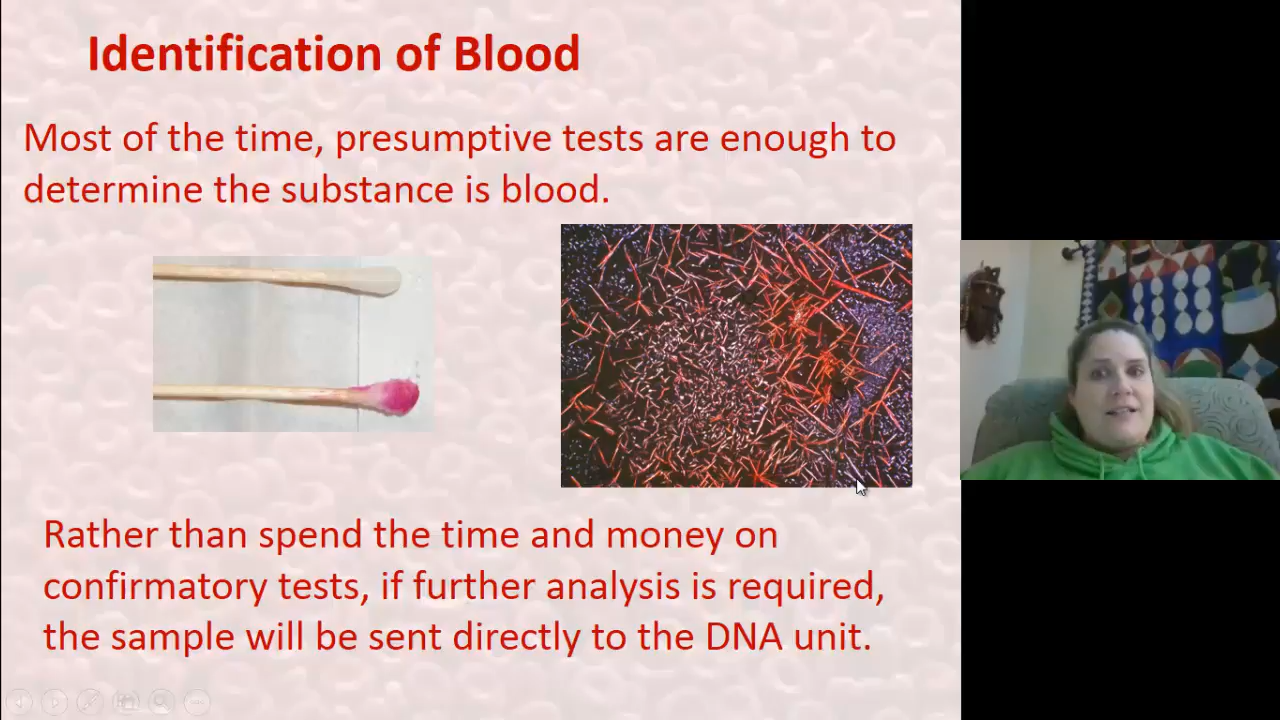 Identification of Blood
Most of the time, presumptive tests are enough to
determine the substance is blood.
Rather than spend the time and money on
confirmatory tests, if further analysis is required,
the sample will be sent directly to the DNA unit.